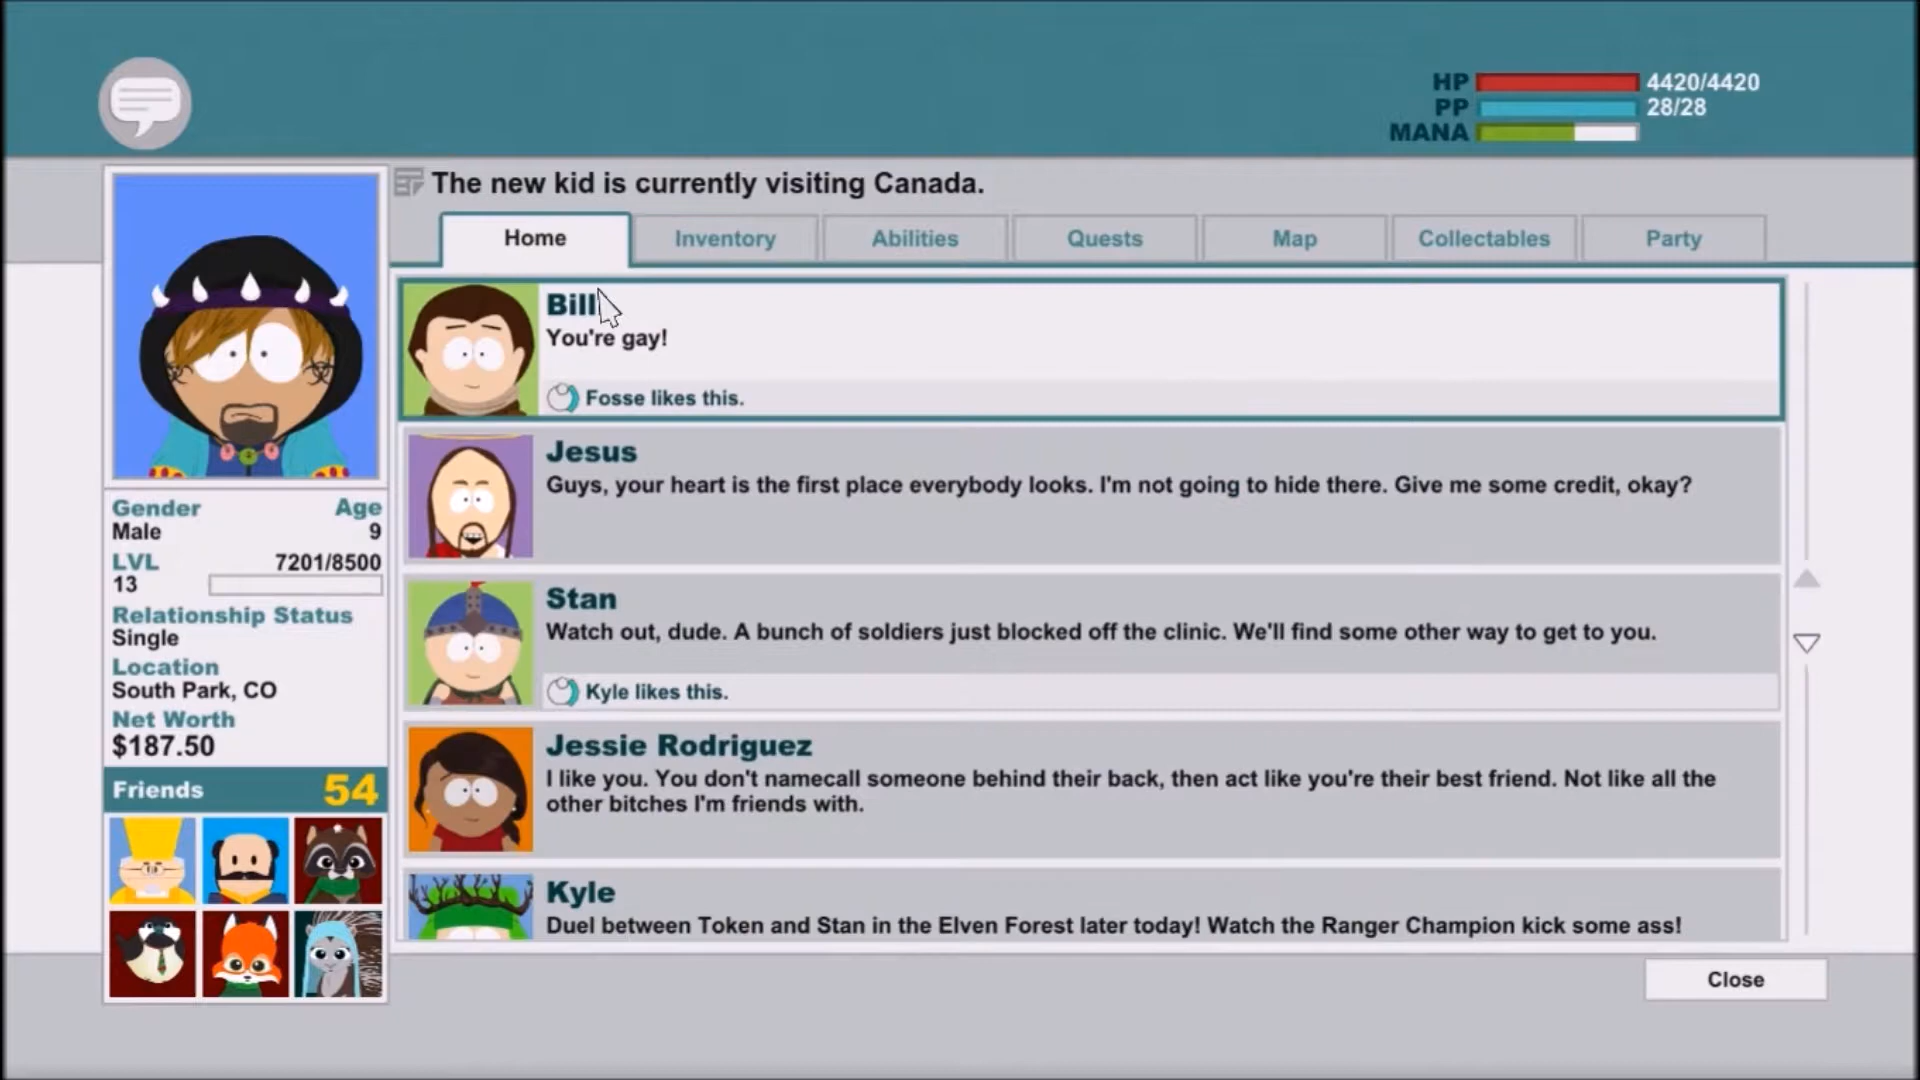 HP 4420/4420
PP 28/28
MANA
The new kid is currently visiting Canada.
Home Inventory Abilities Quests Map Collectables Party
Bill
You're gay!
Fosse likes this.
Jesus
Guys, your heart is the first place everybody looks. I'm not going to hide there. Give me some credit, okay?
Stan
Watch out, dude. A bunch of soldiers just blocked off the clinic. We'll find some other way to get to you.
Kyle likes this.
Jessie Rodriguez
I like you. You don't namecall someone behind their back, then act like you're their best friend. Not like all the
other bitches I'm friends with.
Kyle
Duel between Token and Stan in the Elven Forest later today! Watch the Ranger Champion kick some ass!
Gender Age
Male 9
LVL 7201/8500
13
Relationship Status
Single
Location
South Park, CO
Net Worth
$187.50
Friends 54
Close